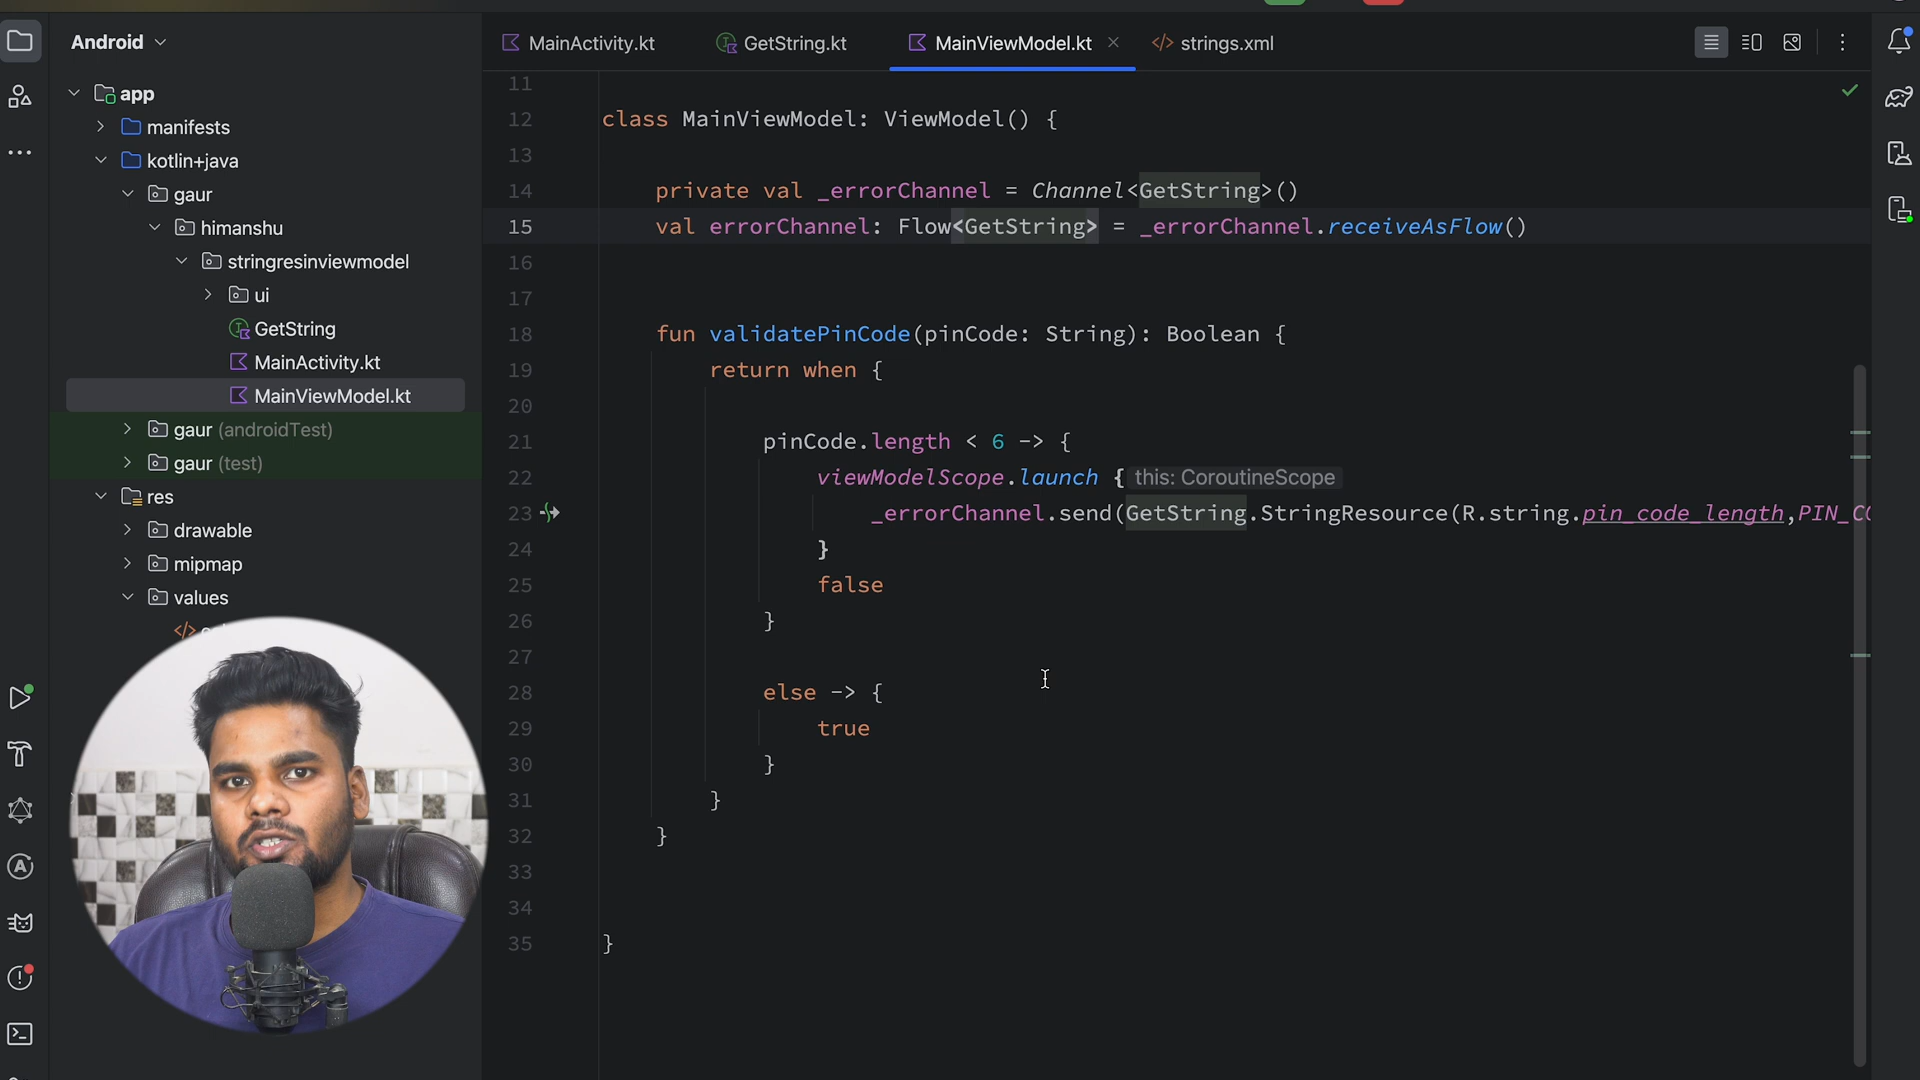 Android
MainActivity.kt
GetString.kt
MainViewModel.kt
strings.xml
app
manifests
kotlin+java
gaur
himanshu
stringresinviewmodel
ui
GetString
MainActivity.kt
MainViewModel.kt
gaur (androidTest)
gaur (test)
res
drawable
mipmap
values
11
12 class MainViewModel: ViewModel() {
13
14 private val _errorChannel = Channel<GetString>()
15 val errorChannel: Flow<GetString> = _errorChannel.receiveAsFlow()
16
17
18 fun validatePinCode(pinCode: String): Boolean {
19 return when {
20
21 pinCode.length < 6 -> {
22 viewModelScope.launch { this: CoroutineScope
23 _errorChannel.send(GetString.StringResource(R.string.pin_code_length,PIN_CO
24 }
25 false
26 }
27
28 else -> {
29 true
30 }
31 }
32 }
33
34
35 }